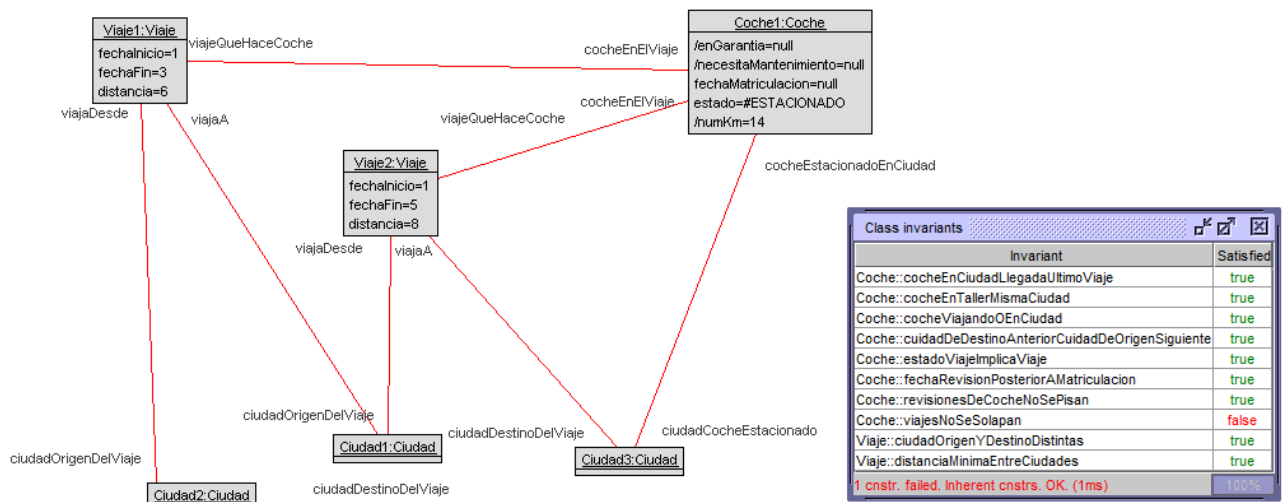 Viaje1:Viaje
fechaInicio=1
fechaFin=3
distancia=6
viajeQueHaceCoche
cocheEnElViaje
Coche1:Coche
/enGarantia=null
/necesitaMantenimiento=null
fechaMatriculacion=null
estado=#ESTACIONADO
/numKm=14
viajaDesde
viajaA
cocheEnElViaje
viajeQueHaceCoche
Viaje2:Viaje
fechaInicio=1
fechaFin=5
distancia=8
cocheEstacionadoEnCiudad
viajaDesde
viajaA
ciudadOrigenDelViaje
ciudadDestinoDelViaje
ciudadCocheEstacionado
Ciudad1:Ciudad
Ciudad3:Ciudad
ciudadOrigenDelViaje
ciudadDestinoDelViaje
Ciudad2:Ciudad
Class invariants
Invariant Satisfied
Coche::cocheEnCiudadLlegadaUltimoViaje true
Coche::cocheEnTallerMismaCiudad true
Coche::cocheViajandoOEnCiudad true
Coche::cuidadDeDestinoAnteriorCuidadDeOrigenSiguiente true
Coche::estadoViajeImplicaViaje true
Coche::fechaRevisionPosteriorAMatriculacion true
Coche::revisionesDeCocheNoSePisan true
Coche::viajesNoSeSolapan false
Viaje::ciudadOrigenYDestinoDistintas true
Viaje::distanciaMinimaEntreCiudades true
1 cnstr. failed. Inherent cnstrs. OK. (1ms) 100%